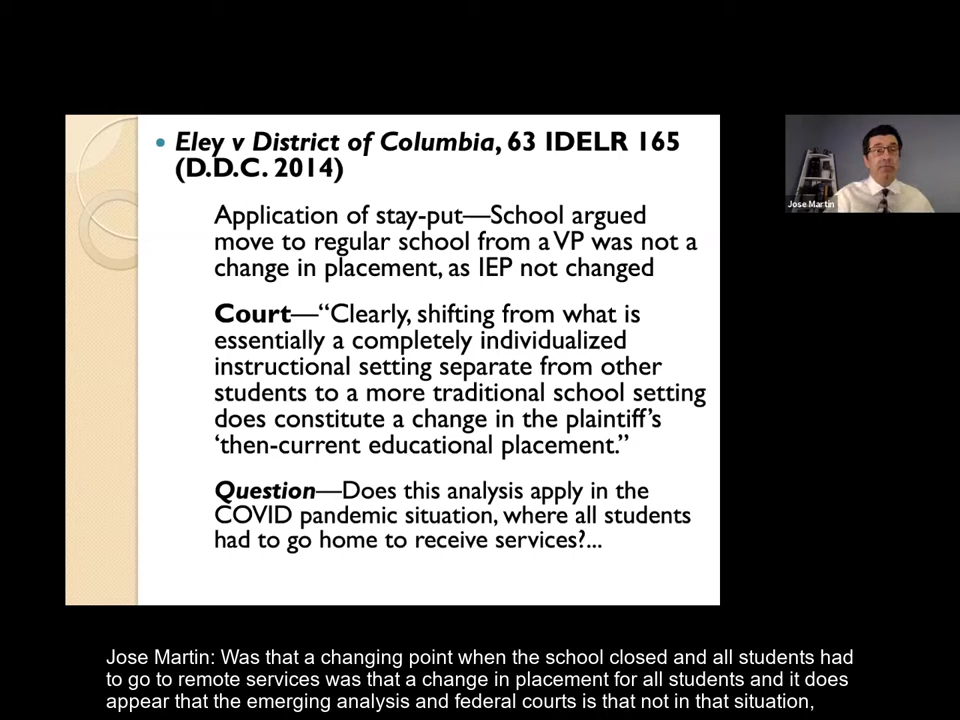 Eley v District of Columbia, 63 IDELR 165
(D.D.C. 2014)
Application of stay-put—School argued
move to regular school from a VP was not a
change in placement, as IEP not changed
Court—“Clearly, shifting from what is
essentially a completely individualized
instructional setting separate from other
students to a more traditional school setting
does constitute a change in the plaintiff’s
‘then-current educational placement.”
Question—Does this analysis apply in the
COVID pandemic situation, where all students
had to go home to receive services?...
Jose Martin
Jose Martin: Was that a changing point when the school closed and all students had
to go to remote services was that a change in placement for all students and it does
appear that the emerging analysis and federal courts is that not in that situation,